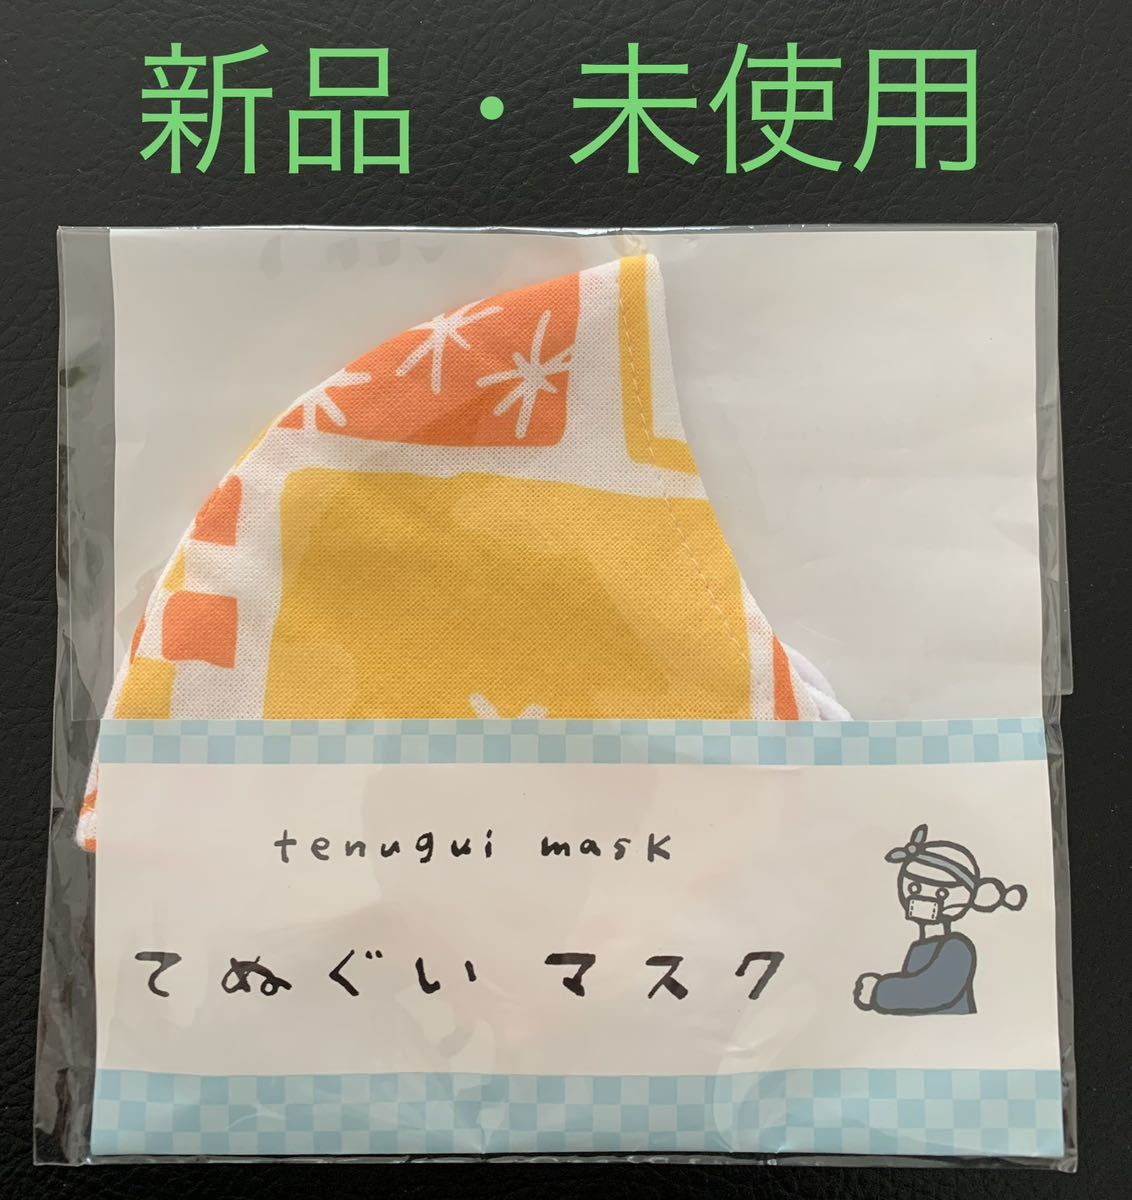 新品・未使用
tenugui mask
てぬぐいマスク